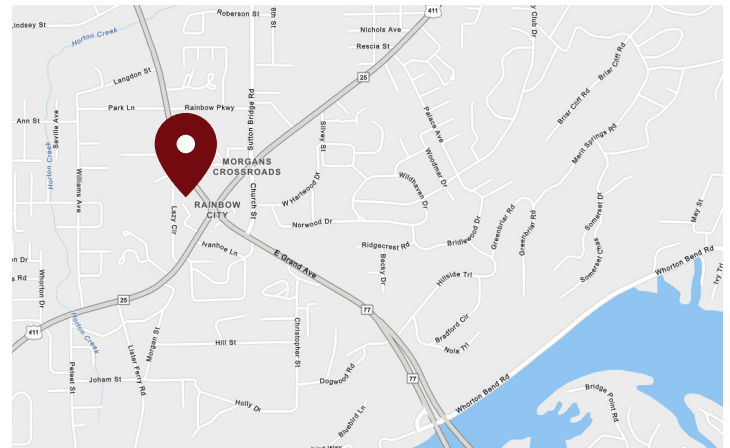 Lindsey St
Horton Creek
Roberson St
6th St
Nichols Ave
Rescia St
411
Langdon St
25
Park Ln
Rainbow Pkwy
Briar Cliff Rd
Briar Cliff Rd
Ann St
Seville Ave
Sutton Bridge Rd
Palace Ave
Merit Springs Rd
Horton Creek
Williams Ave
MORGANS
CROSSROADS
Woodmar Dr
W Hartwood Dr
Wildhaven Dr
RAINBOW
CITY
Lazy Cir
Church St
Norwood Dr
Greenbriar Rd
Greenbriar Rd
Somerset Dr
May St
Ivanhoe Ln
Ridgecrest Rd
Bridlewood Dr
E Grand Ave
Becky Dr
Hillside Trl
Whorton Bend Rd
Ivy Trl
Whorton Dr
25
77
411
Horton Creek
Morgan St
Hill St
Christopher St
Bradford Cir
Nola Trl
Lister Ferry Rd
Peteet St
Joham St
Dogwood Rd
77
Whorton Bend Rd
Bridge
Point Rd
Holly Dr
Bluebird Ln